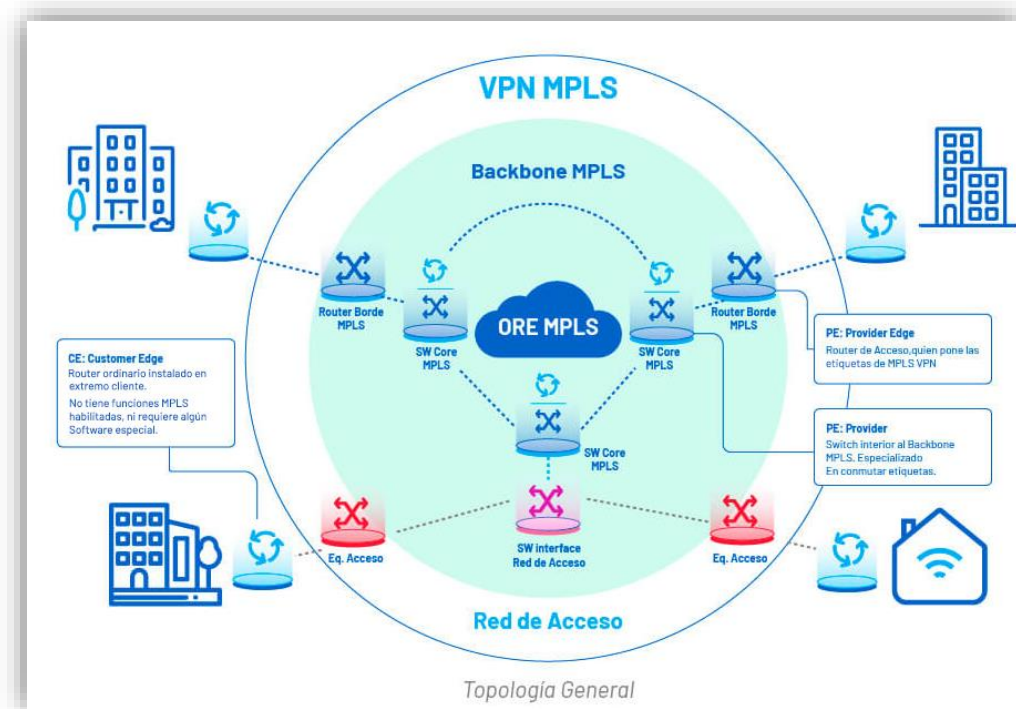 VPN MPLS
Backbone MPLS
Router Borde
MPLS
SW Core
MPLS
ORE MPLS
SW Core
MPLS
Router Borde
MPLS
CE: Customer Edge
Router ordinario instalado en
extremo cliente.
No tiene funciones MPLS
habilitadas, ni requiere algún
Software especial.
PE: Provider Edge
Router de Acceso,quien pone las
etiquetas de MPLS VPN
PE: Provider
Switch interior al Backbone
MPLS. Especializado
En conmutar etiquetas.
SW Core
MPLS
Eq. Acceso
SW interface
Red de Acceso
Eq. Acceso
Red de Acceso
Topología General